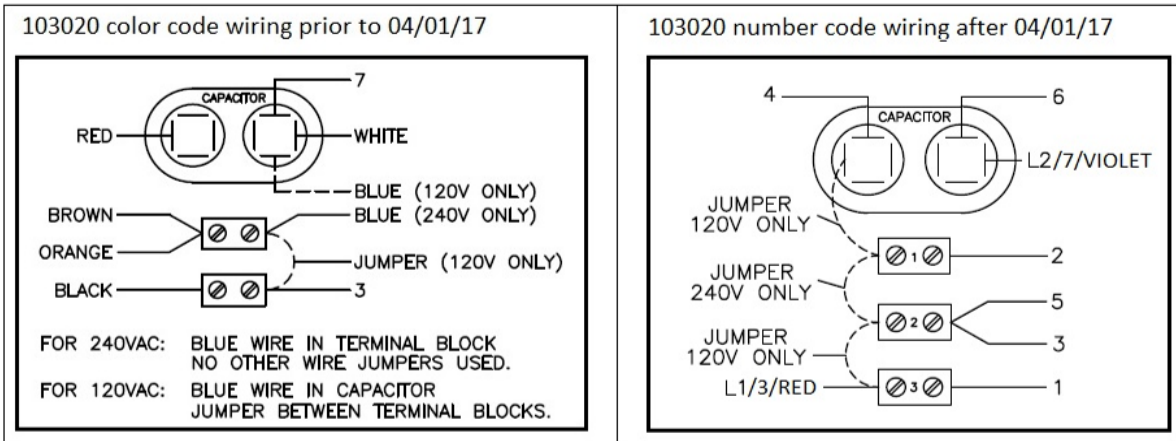 103020 color code wiring prior to 04/01/17
7
CAPACITOR
RED
WHITE
BLUE (120V ONLY)
BROWN
BLUE (240V ONLY)
ORANGE
JUMPER (120V ONLY)
BLACK
3
FOR 240VAC: BLUE WIRE IN TERMINAL BLOCK
NO OTHER WIRE JUMPERS USED.
FOR 120VAC: BLUE WIRE IN CAPACITOR
JUMPER BETWEEN TERMINAL BLOCKS.
103020 number code wiring after 04/01/17
4
6
CAPACITOR
L2/7/VIOLET
JUMPER
120V ONLY
1
2
JUMPER
240V ONLY
5
2
3
JUMPER
120V ONLY
L1/3/RED
3
1